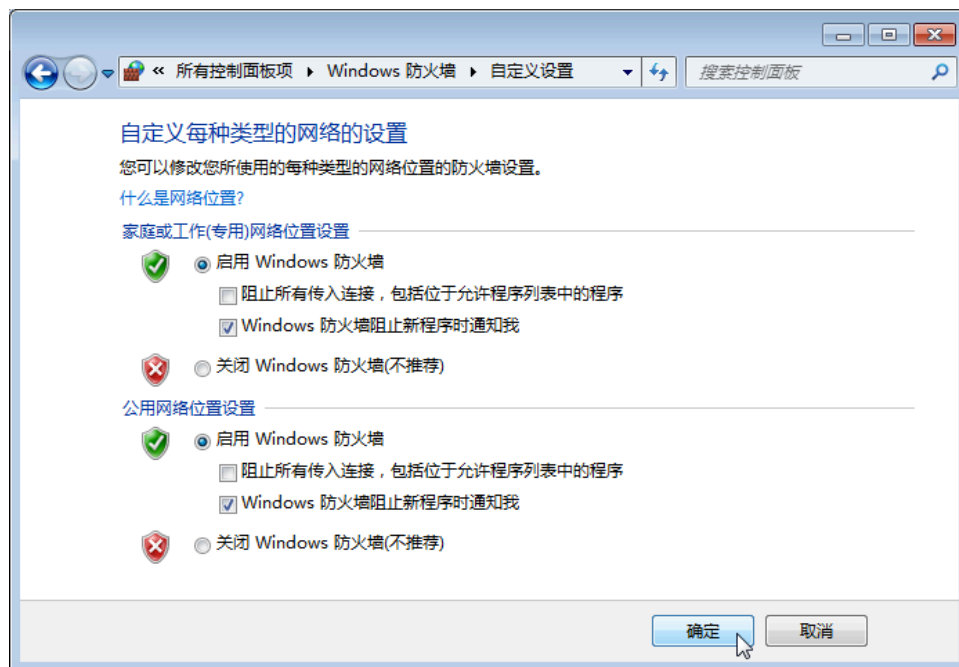 « 所有控制面板项 ▸ Windows 防火墙 ▸ 自定义设置 搜索控制面板
自定义每种类型的网络的设置
您可以修改您所使用的每种类型的网络位置的防火墙设置。
什么是网络位置?
家庭或工作(专用)网络位置设置
启用 Windows 防火墙
阻止所有传入连接，包括位于允许程序列表中的程序
Windows 防火墙阻止新程序时通知我
关闭 Windows 防火墙(不推荐)
公用网络位置设置
启用 Windows 防火墙
阻止所有传入连接，包括位于允许程序列表中的程序
Windows 防火墙阻止新程序时通知我
关闭 Windows 防火墙(不推荐)
确定 取消